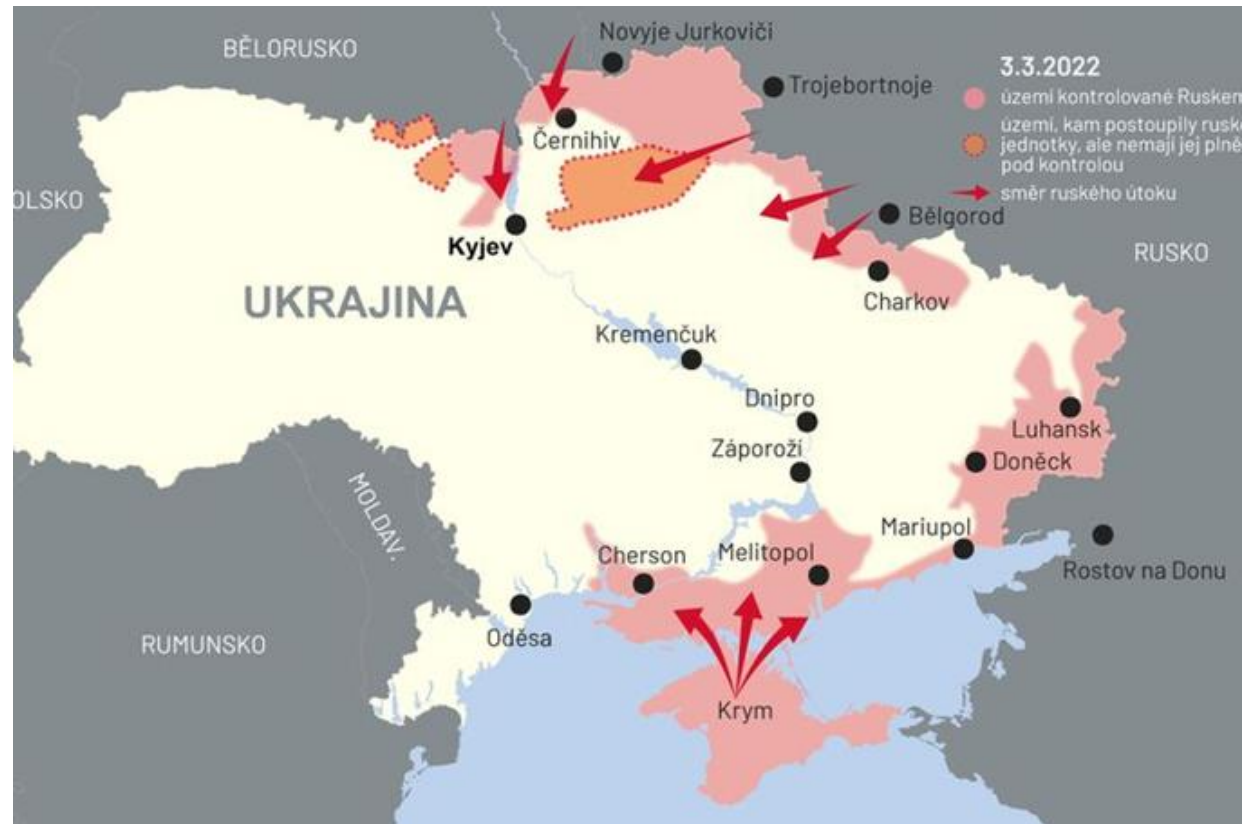 BĚLORUSKO
Novyje Jurkoviči
Trojebortnoje
3.3.2022
území kontrolované Ruskem
území, kam postoupily rusk
jednotky, ale nemají jej plně
pod kontrolou
směr ruského útoku
Černihiv
OLSKO
Bělgorod
Kyjev
RUSKO
UKRAJINA
Charkov
Kremenčuk
Dnipro
Luhansk
Záporoží
Doněck
MOLDAV.
Mariupol
Cherson
Melitopol
Rostov na Donu
Oděsa
RUMUNSKO
Krym